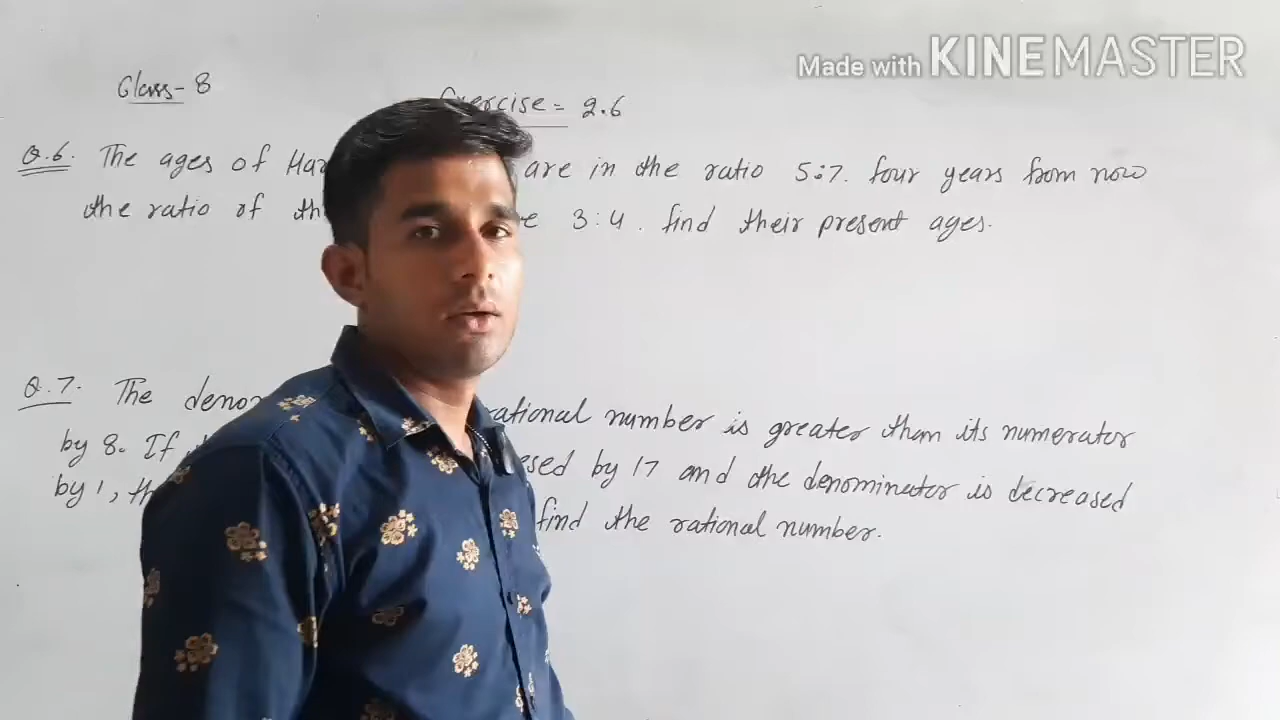 Made with KINEMASTER
Class-8
Exercise = 2.6
Q.6. The ages of are in the ratio 5:7. four years from now
the ratio of 3:4. find their present ages.
Q.7. The number is greater than its numerator
by 8. If by 17 and the denominator is decreased
by 1, find the rational number.